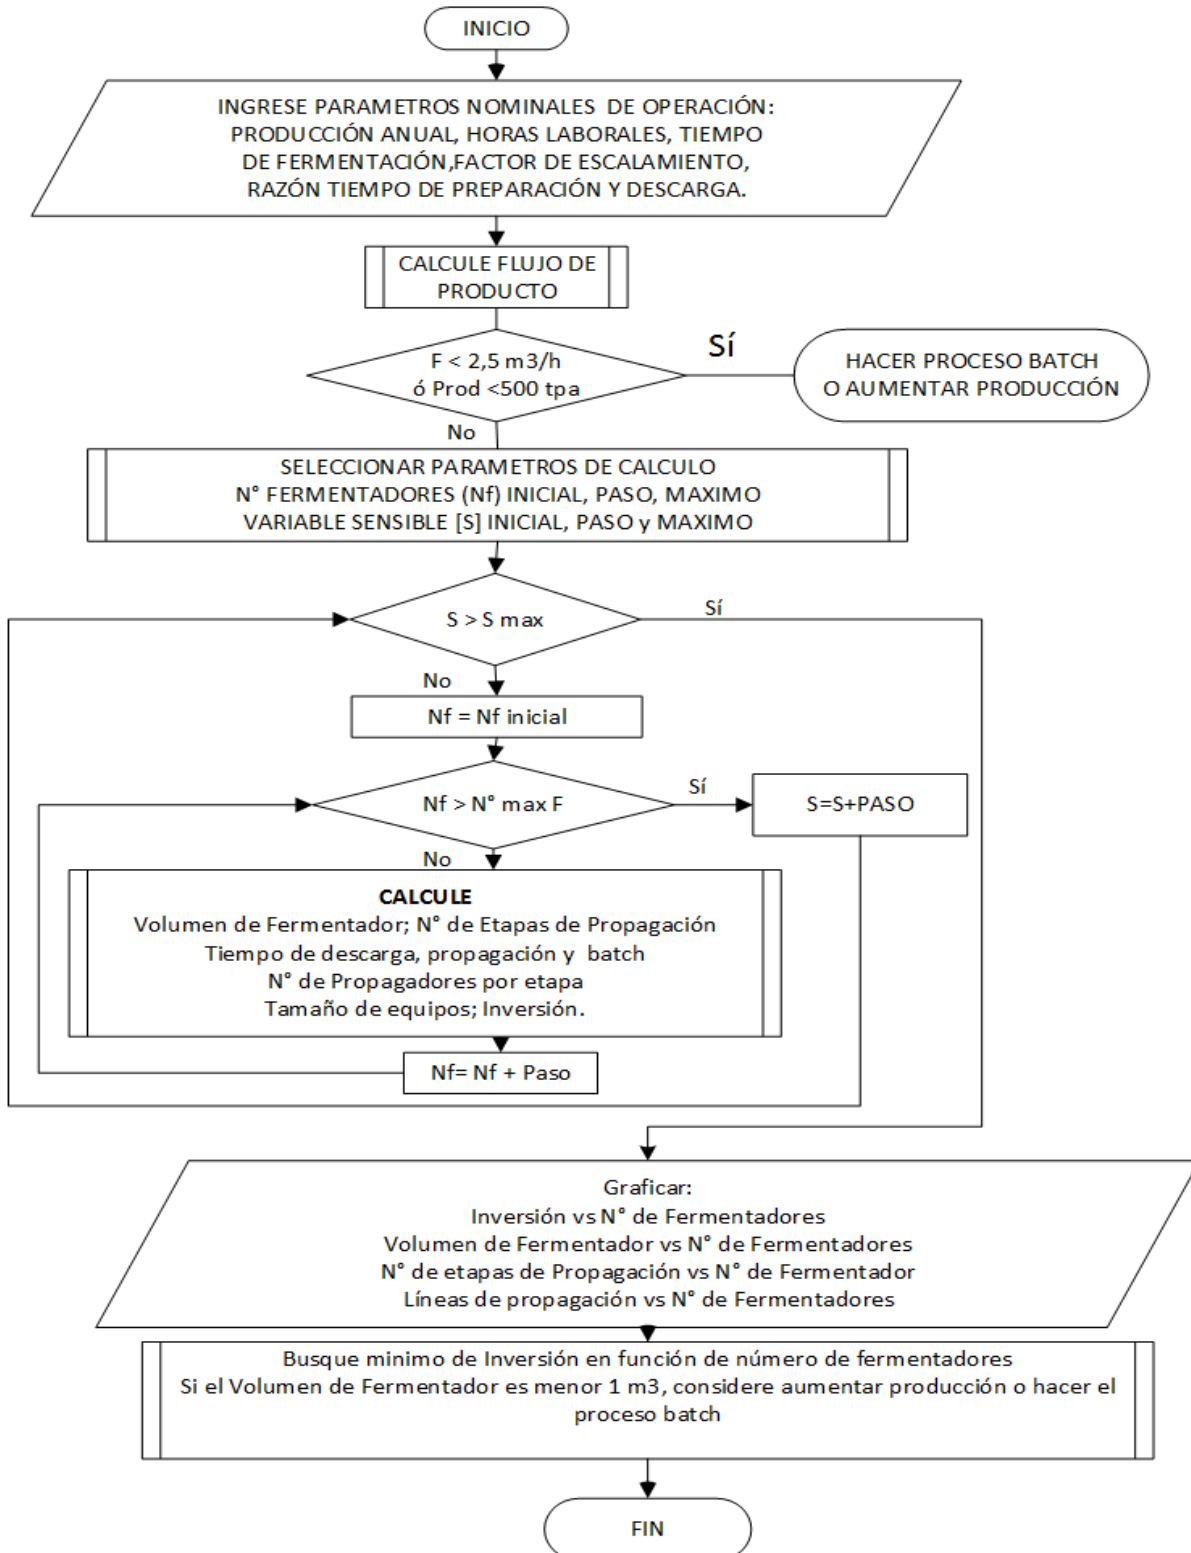 INICIO
INGRESE PARAMETROS NOMINALES DE OPERACIÓN:
PRODUCCIÓN ANUAL, HORAS LABORALES, TIEMPO
DE FERMENTACIÓN,FACTOR DE ESCALAMIENTO,
RAZÓN TIEMPO DE PREPARACIÓN Y DESCARGA.
CALCULE FLUJO DE
PRODUCTO
F < 2,5 m3/h
ó Prod <500 tpa
Sí
HACER PROCESO BATCH
O AUMENTAR PRODUCCIÓN
No
SELECCIONAR PARAMETROS DE CALCULO
N° FERMENTADORES (Nf) INICIAL, PASO, MAXIMO
VARIABLE SENSIBLE [S] INICIAL, PASO y MAXIMO
S > S max
Sí
No
Nf = Nf inicial
Nf > N° max F
Sí
S=S+PASO
No
CALCULE
Volumen de Fermentador; N° de Etapas de Propagación
Tiempo de descarga, propagación y batch
N° de Propagadores por etapa
Tamaño de equipos; Inversión.
Nf= Nf + Paso
Graficar:
Inversión vs N° de Fermentadores
Volumen de Fermentador vs N° de Fermentadores
N° de etapas de Propagación vs N° de Fermentador
Líneas de propagación vs N° de Fermentadores
Busque minimo de Inversión en función de número de fermentadores
Si el Volumen de Fermentador es menor 1 m3, considere aumentar producción o hacer el
proceso batch
FIN